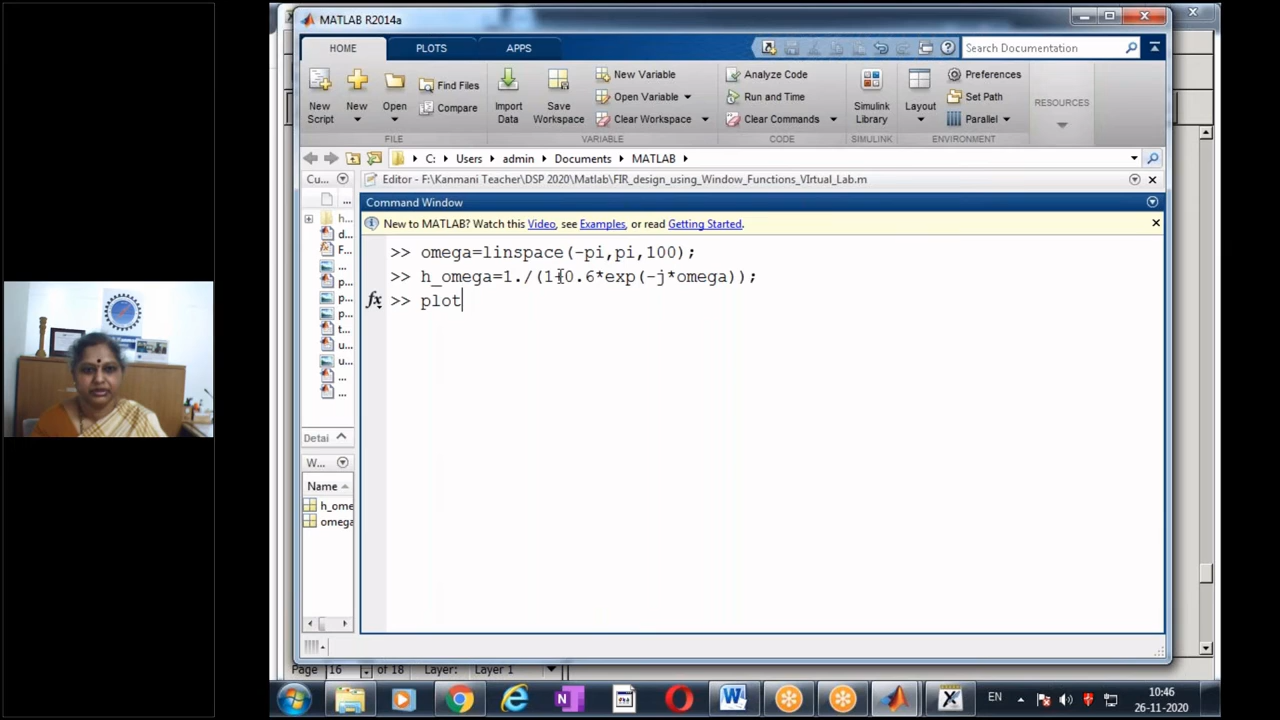 MATLAB R2014a
HOME PLOTS APPS
Search Documentation
New Script
New
Open
Find Files
Compare
Import Data
Save Workspace
New Variable
Open Variable
Clear Workspace
Analyze Code
Run and Time
Clear Commands
Simulink Library
Layout
Preferences
Set Path
Parallel
RESOURCES
FILE VARIABLE CODE SIMULINK ENVIRONMENT
C: Users admin Documents MATLAB
Cu...
Editor - F:\Kanmani Teacher\DSP 2020\Matlab\FIR_design_using_Window_Functions_VIrtual_Lab.m
Command Window
New to MATLAB? Watch this Video, see Examples, or read Getting Started.
>> omega=linspace(-pi,pi,100);
>> h_omega=1./(1-0.6*exp(-j*omega));
fx >> plot
...
h...
d...
F...
...
p...
p...
p...
t...
u...
u...
...
...
Detai
W...
Name
h_ome
omega
Page 16 of 18 Layer: Layer 1
EN
10:46
26-11-2020